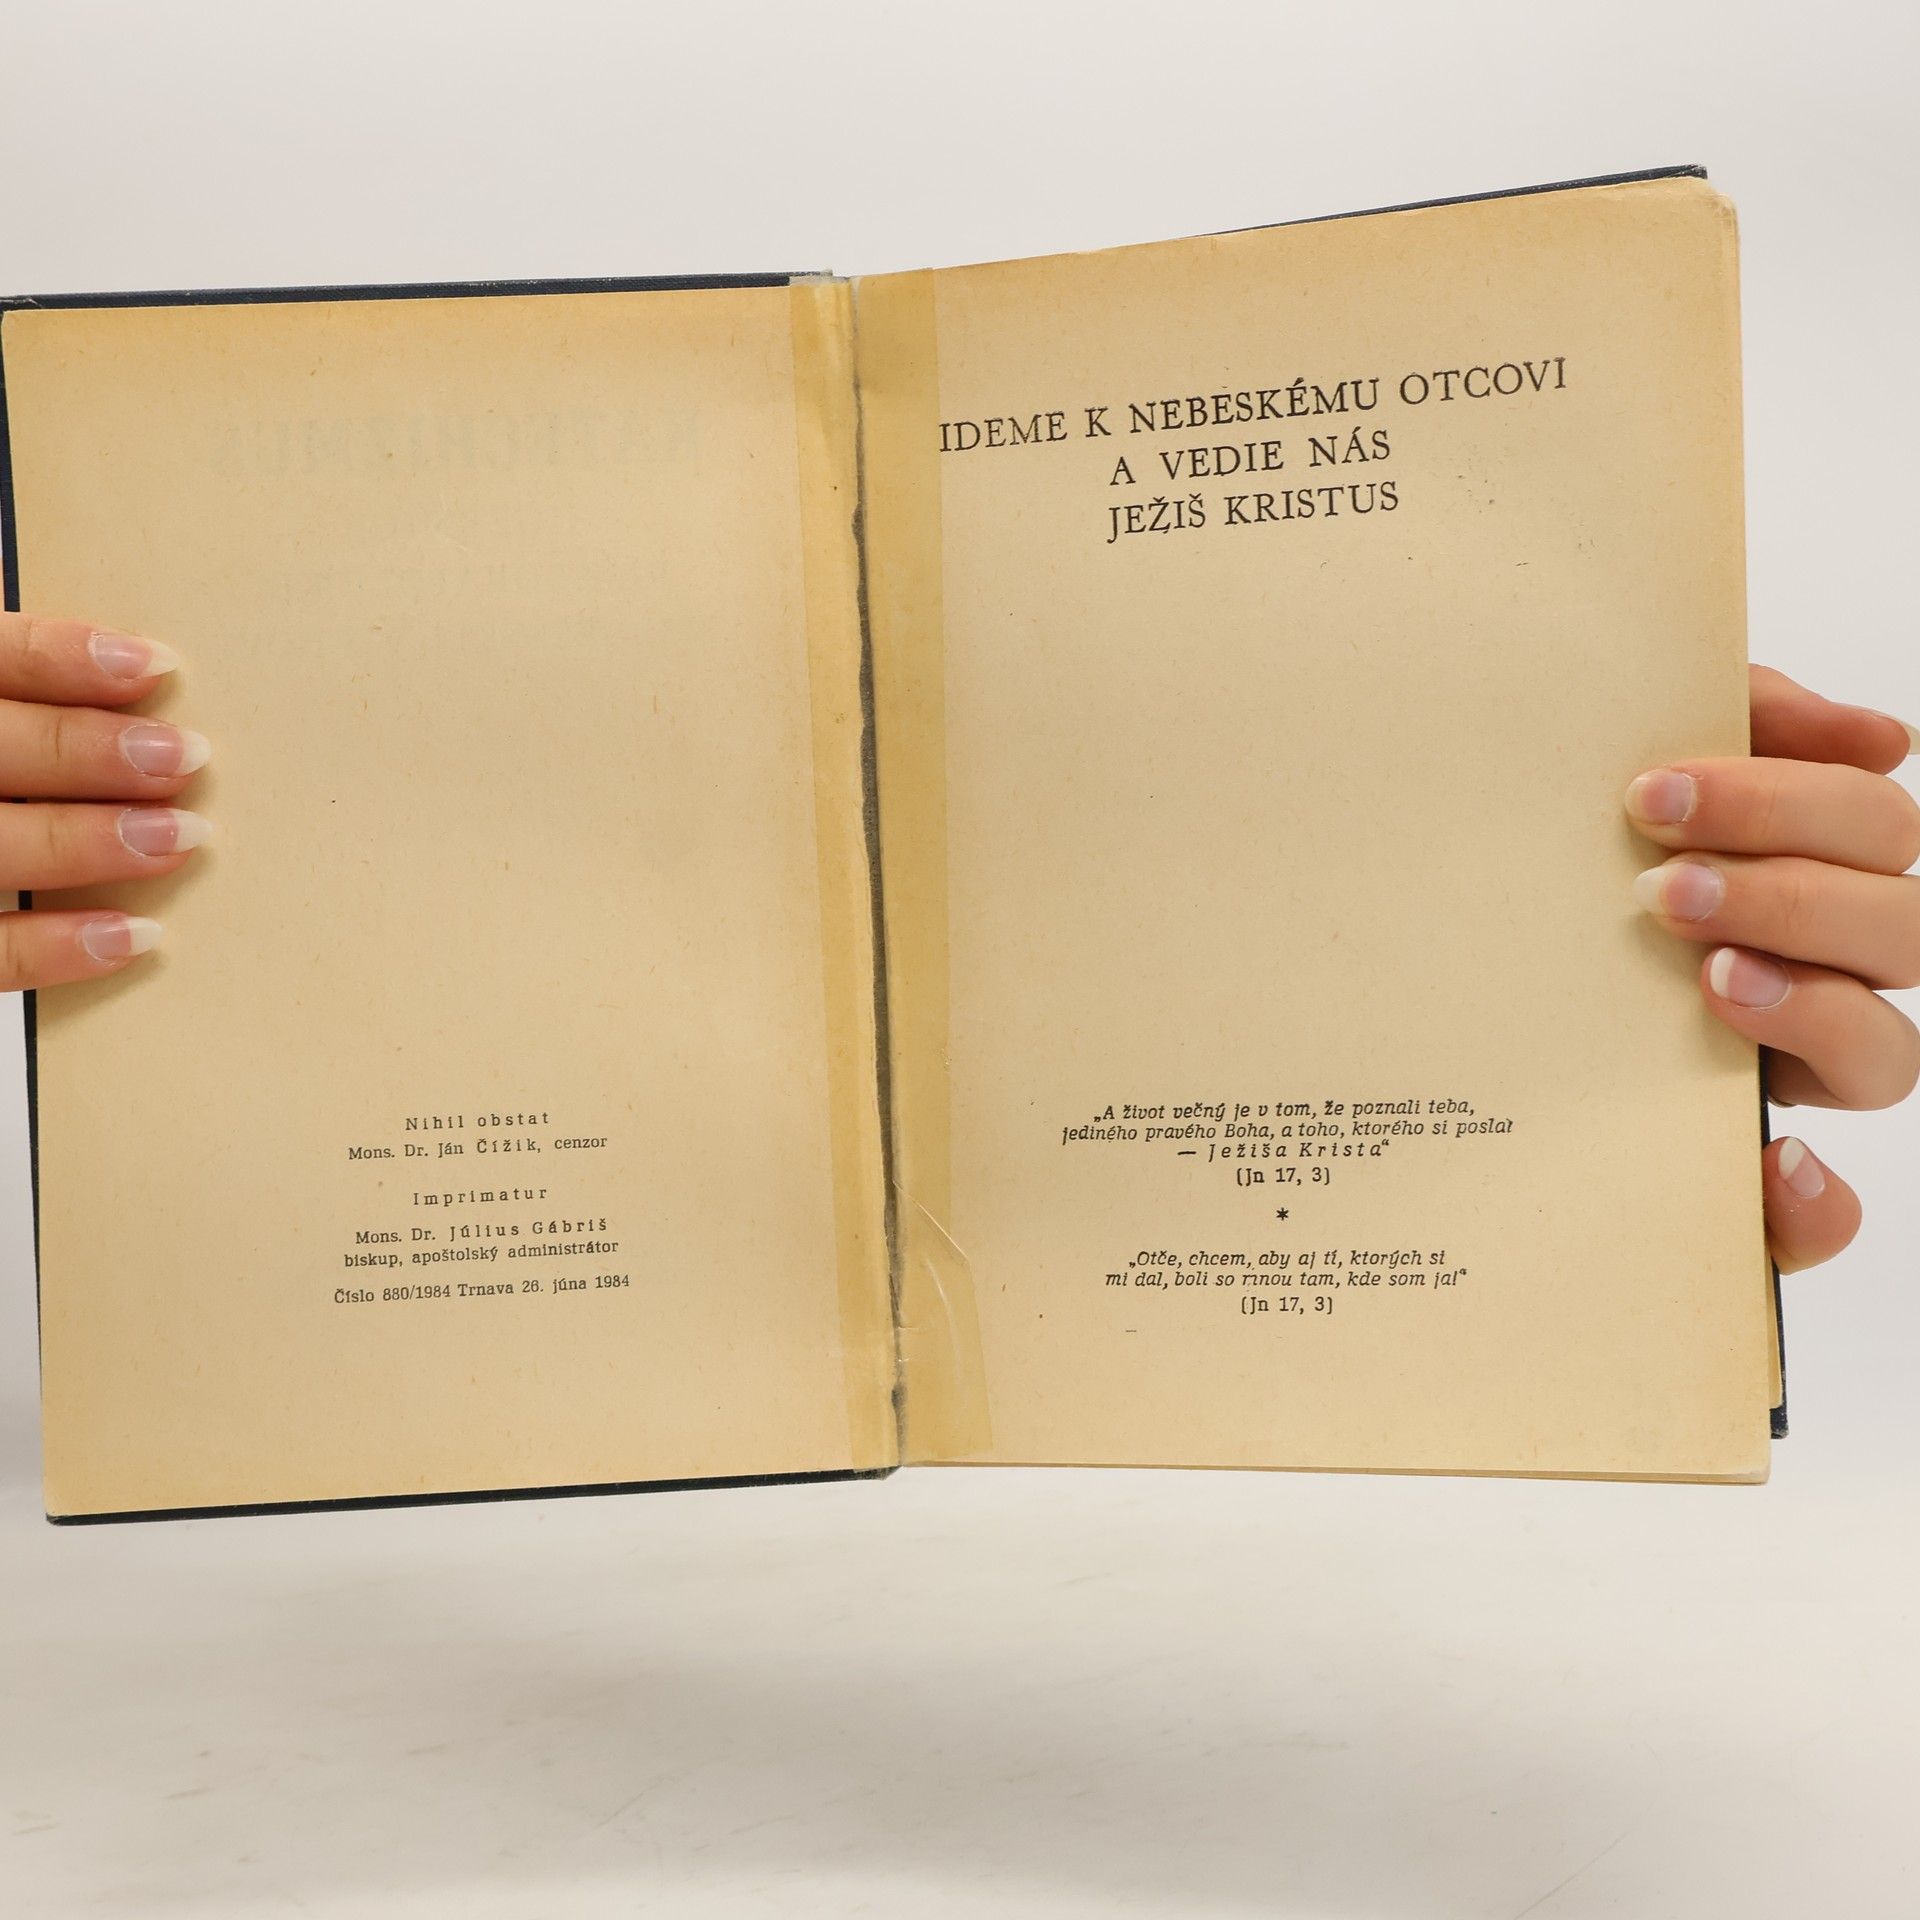 Nihil obstat
Mons. Dr. Ján Čížik, cenzor
Imprimatur
Mons. Dr. Július Gábriš
biskup, apoštolský administrátor
Číslo 880/1984 Trnava 26. júna 1984
IDEME K NEBESKÉMU OTCOVI
A VEDIE NÁS
JEŽIŠ KRISTUS
„A život večný je v tom, že poznali teba,
jediného pravého Boha, a toho, ktorého si poslal
— Ježiša Krista“
(Jn 17, 3)
*
„Otče, chcem, aby aj tí, ktorých si
mi dal, boli so mnou tam, kde som ja!“
(Jn 17, 3)